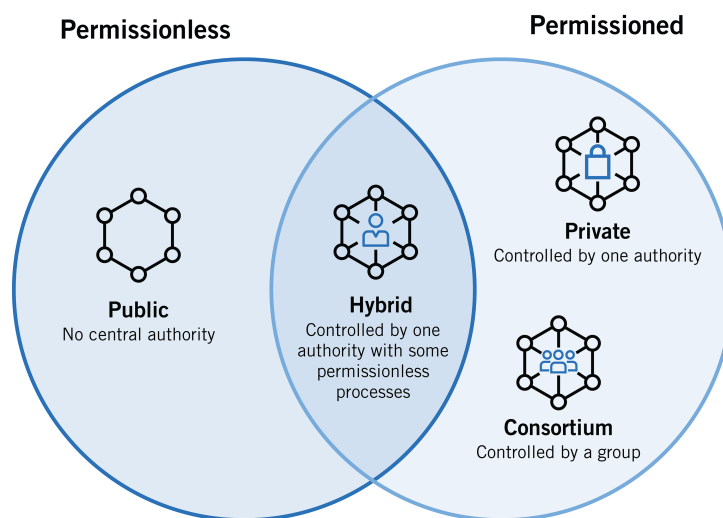 Permissionless
Permissioned
Public
No central authority
Hybrid
Controlled by one
authority with some
permissionless
processes
Private
Controlled by one authority
Consortium
Controlled by a group